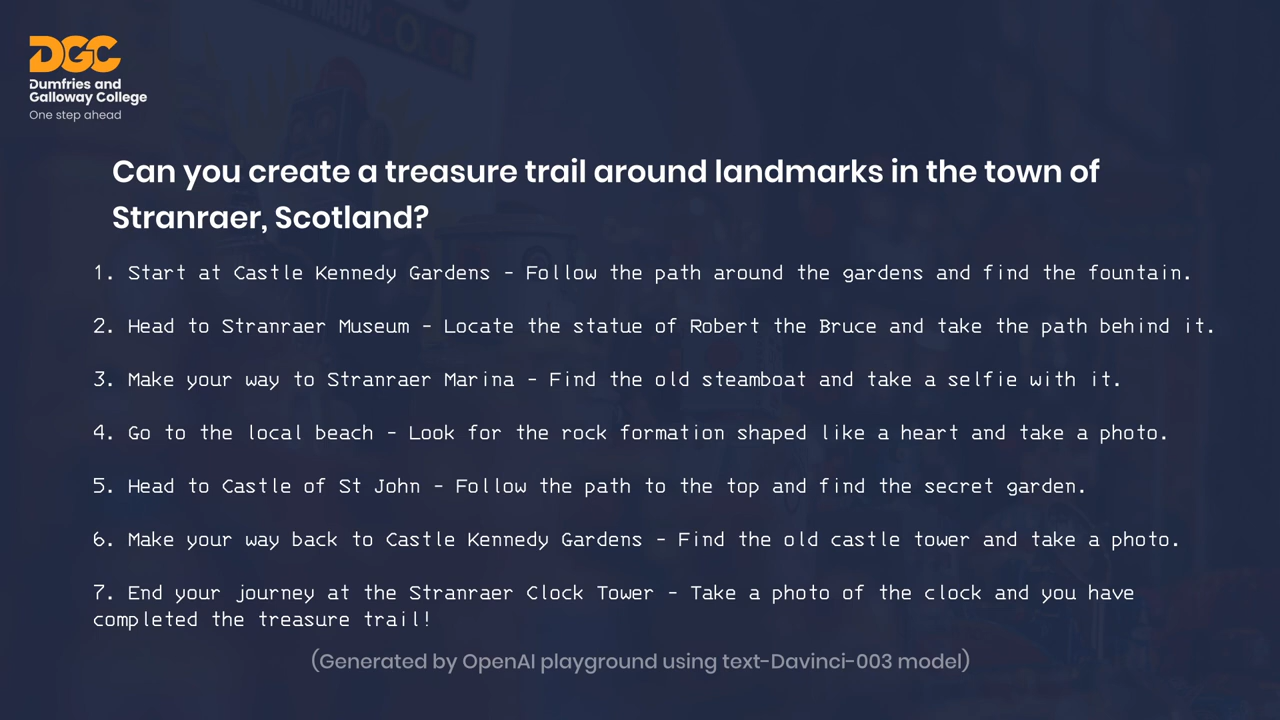 MAGIC
DGC
Dumfries and
Galloway College
One step ahead
Can you create a treasure trail around landmarks in the town of
Stranraer, Scotland?
1. Start at Castle Kennedy Gardens - Follow the path around the gardens and find the fountain.
2. Head to Stranraer Museum - Locate the statue of Robert the Bruce and take the path behind it.
3. Make your way to Stranraer Marina - Find the old steamboat and take a selfie with it.
4. Go to the local beach - Look for the rock formation shaped like a heart and take a photo.
5. Head to Castle of St John - Follow the path to the top and find the secret garden.
6. Make your way back to Castle Kennedy Gardens - Find the old castle tower and take a photo.
7. End your journey at the Stranraer Clock Tower - Take a photo of the clock and you have
completed the treasure trail!
(Generated by OpenAI playground using text-Davinci-003 model)